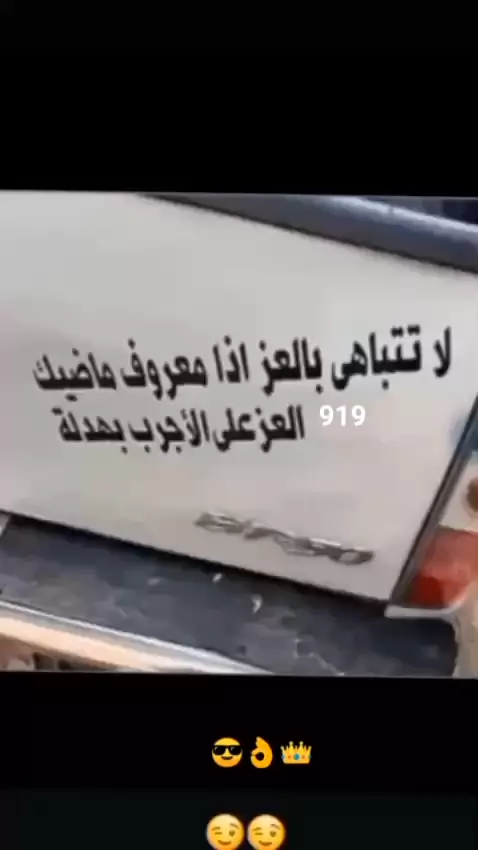 لا تتباهى بالعز اذا معروف ماضيك
919 العز على الأجرب بهدلة